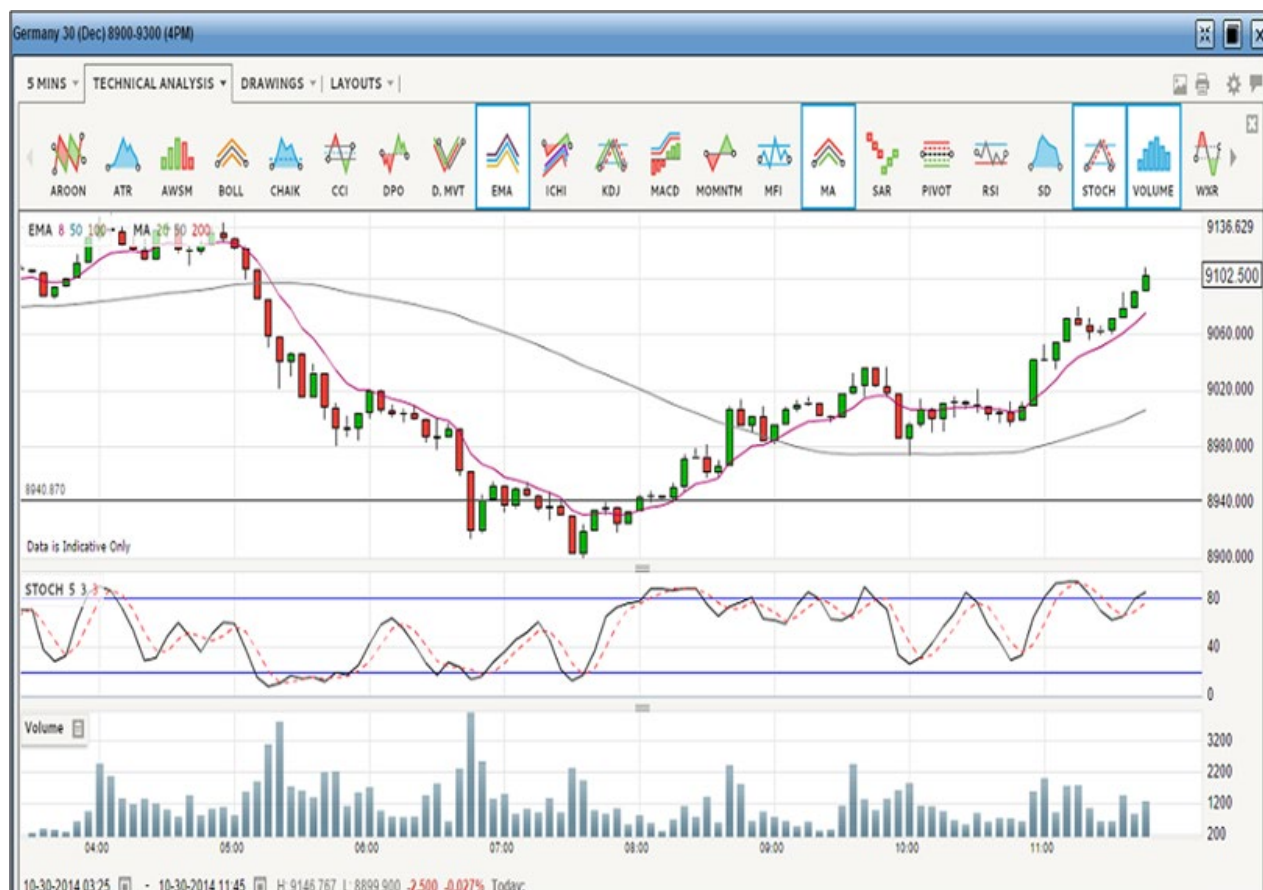 Germany 30 (Dec) 8900-9300 (4PM)
5 MINS TECHNICAL ANALYSIS DRAWINGS LAYOUTS
AROON ATR AWSM BOLL CHAIK CCI DPO D. MVT EMA ICHI KDJ MACD MOMNTM MFI MA SAR PIVOT RSI SD STOCH VOLUME WXR
EMA 8 50 100 MA 20 50 200
9136.629
9102.500
9060.000
9020.000
8980.000
8940.870
8940.000
8900.000
Data is Indicative Only
STOCH 5 3 3
80
40
0
Volume
3200
2200
1200
200
04:00 05:00 06:00 07:00 08:00 09:00 10:00 11:00
10-30-2014 03:25 - 10-30-2014 11:45 H: 9146.767 L: 8899.900 -2.500 -0.027% Today: